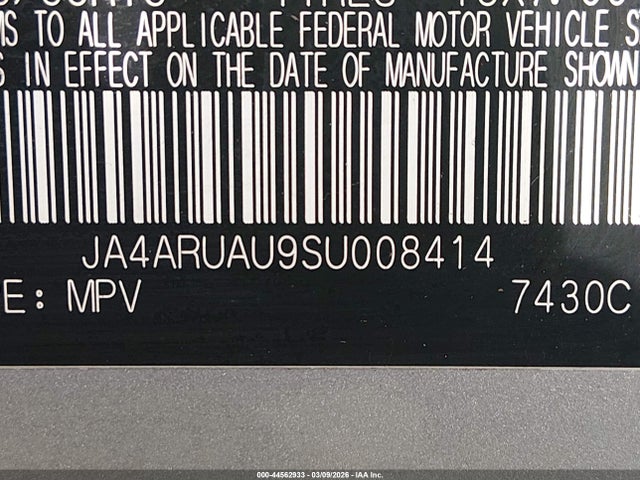 MS TO ALL APPLICABLE FEDERAL MOTOR VEHICLE S
S IN EFFECT ON THE DATE OF MANUFACTURE SHOWN
JA4ARUAU9SU008414
E: MPV 7430C
000-44562933 | 03/09/2026 | IAA Inc.